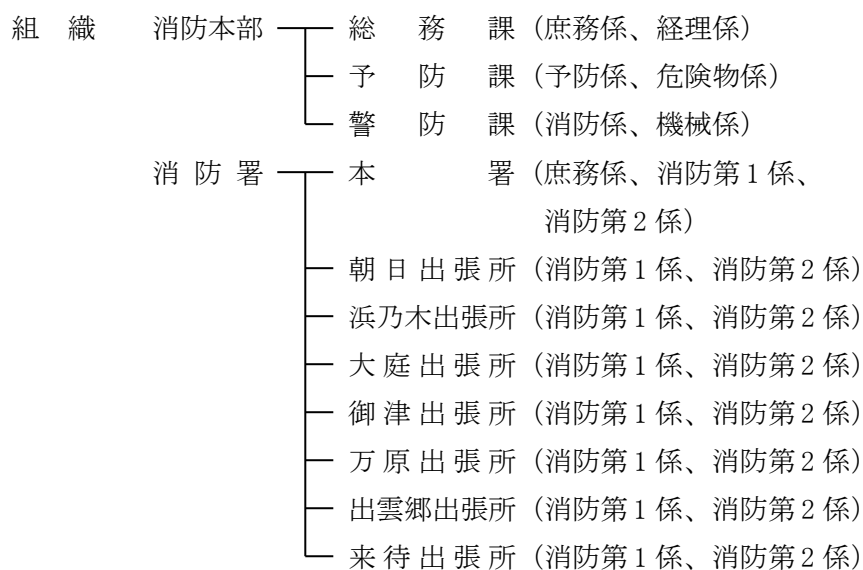 組織 消防本部 総務課（庶務係、経理係）
予防課（予防係、危険物係）
警防課（消防係、機械係）
消防署 本署（庶務係、消防第1係、
消防第2係）
朝日出張所（消防第1係、消防第2係）
浜乃木出張所（消防第1係、消防第2係）
大庭出張所（消防第1係、消防第2係）
御津出張所（消防第1係、消防第2係）
万原出張所（消防第1係、消防第2係）
出雲郷出張所（消防第1係、消防第2係）
来待出張所（消防第1係、消防第2係）